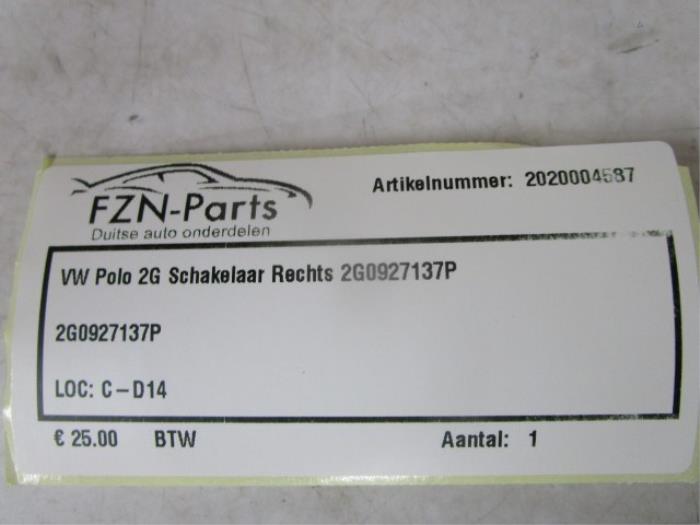 FZN-Parts
Duitse auto onderdelen
Artikelnummer: 2020004587
VW Polo 2G Schakelaar Rechts 2G0927137P
2G0927137P
LOC: C-D14
€ 25.00 BTW Aantal: 1